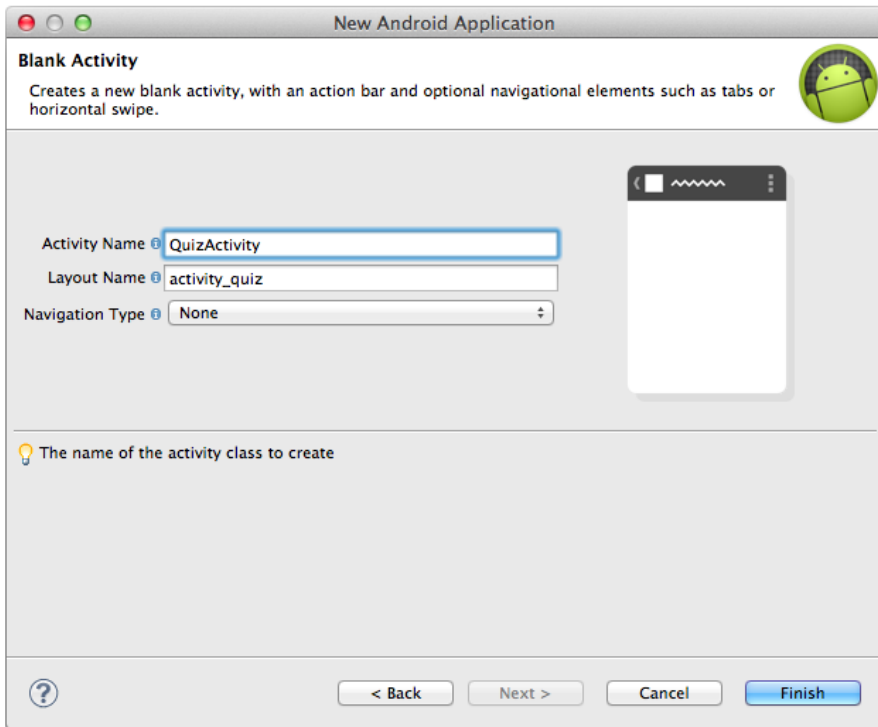 New Android Application
Blank Activity
Creates a new blank activity, with an action bar and optional navigational elements such as tabs or
horizontal swipe.
Activity Name QuizActivity
Layout Name activity_quiz
Navigation Type None
The name of the activity class to create
? < Back Next > Cancel Finish